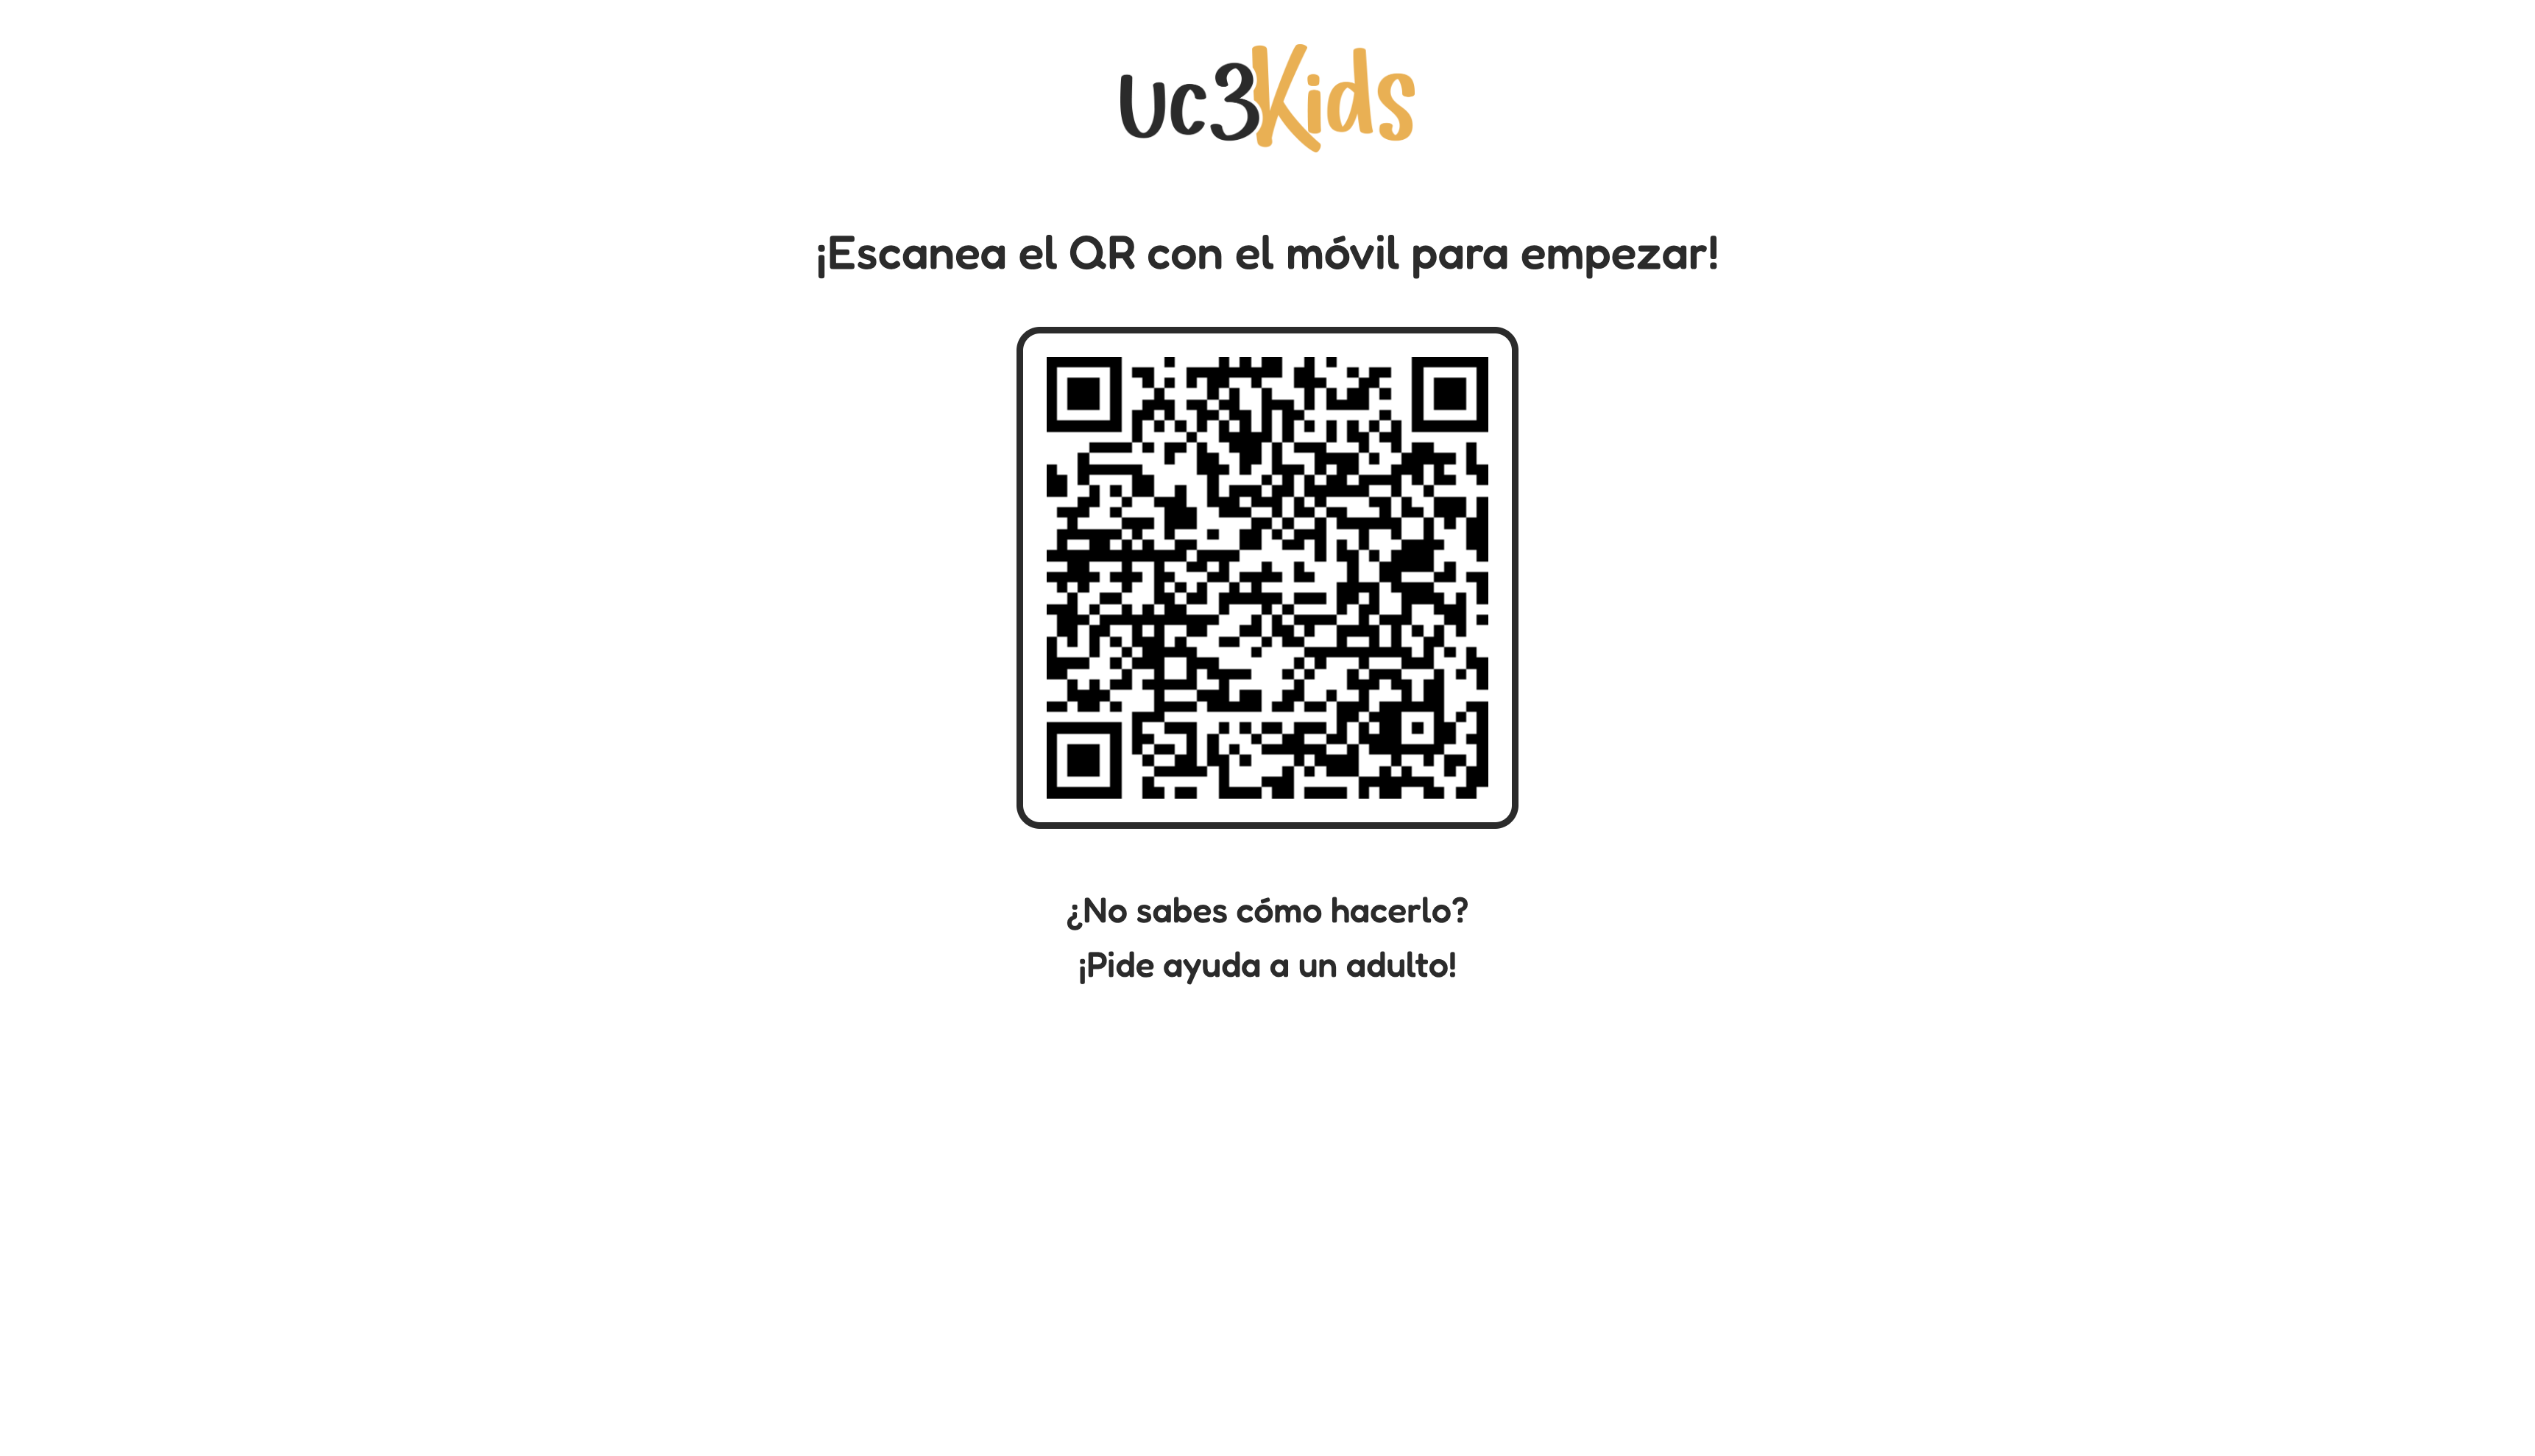 Uc3Kids
¡Escanea el QR con el móvil para empezar!
¿No sabes cómo hacerlo?
¡Pide ayuda a un adulto!